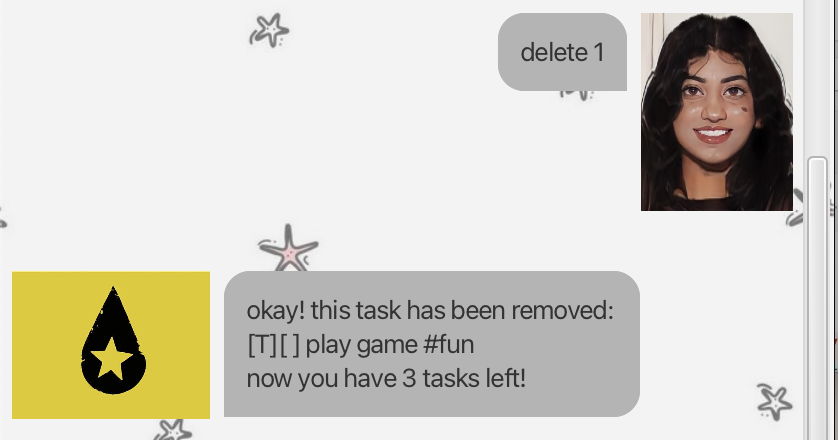 delete 1
okay! this task has been removed:
[T][ ] play game #fun
now you have 3 tasks left!